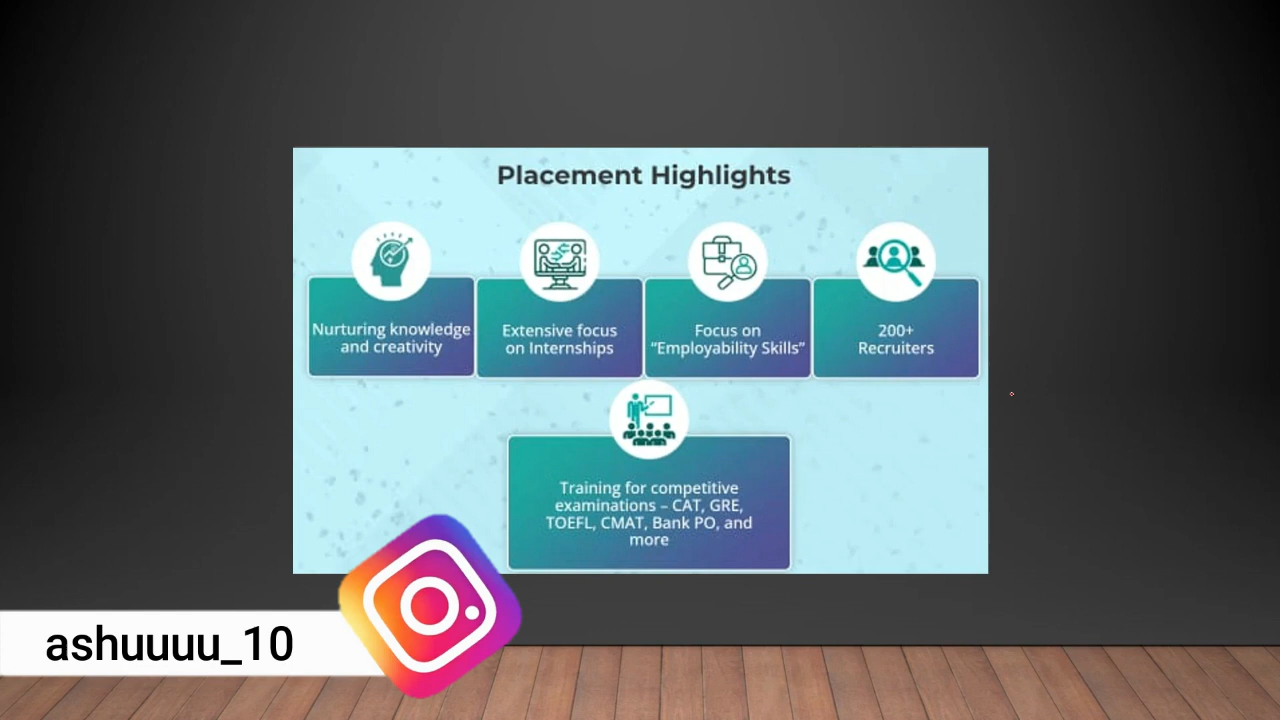 Placement Highlights
Nurturing knowledge
and creativity
Extensive focus
on Internships
Focus on
“Employability Skills”
200+
Recruiters
Training for competitive
examinations – CAT, GRE,
TOEFL, CMAT, Bank PO, and
more
ashuuuu_10